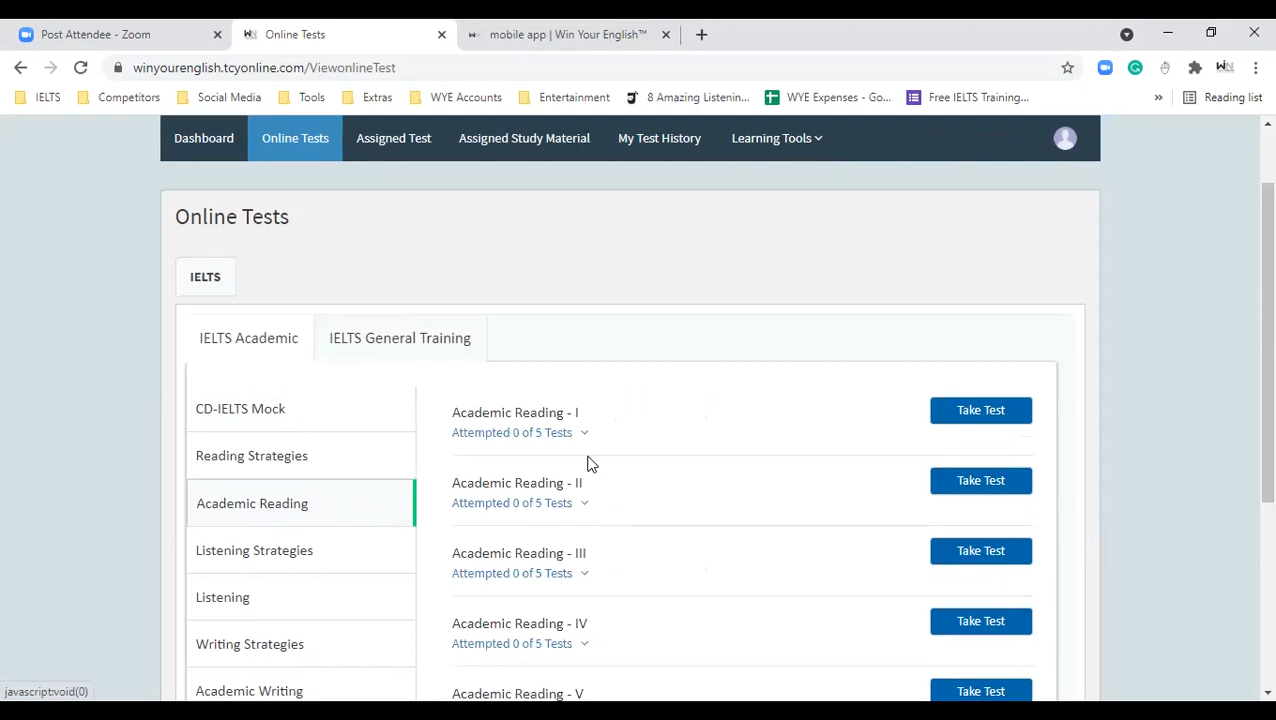 Post Attendee - Zoom
Online Tests
mobile app | Win Your English™
winyourenglish.tcyonline.com/ViewonlineTest
IELTS
Competitors
Social Media
Tools
Extras
WYE Accounts
Entertainment
8 Amazing Listenin...
WYE Expenses - Go...
Free IELTS Training...
»
Reading list
Dashboard
Online Tests
Assigned Test
Assigned Study Material
My Test History
Learning Tools
Online Tests
IELTS
IELTS Academic
IELTS General Training
CD-IELTS Mock
Reading Strategies
Academic Reading
Listening Strategies
Listening
Writing Strategies
Academic Writing
Academic Reading - I
Take Test
Attempted 0 of 5 Tests
Academic Reading - II
Take Test
Attempted 0 of 5 Tests
Academic Reading - III
Take Test
Attempted 0 of 5 Tests
Academic Reading - IV
Take Test
Attempted 0 of 5 Tests
Academic Reading - V
Take Test
javascript:void(0)